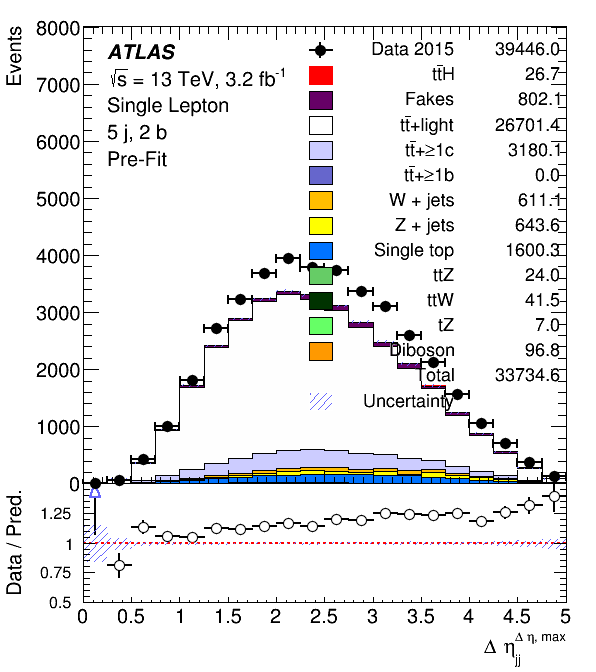 Events
8000
7000
6000
5000
4000
3000
2000
1000
0
ATLAS
√s = 13 TeV, 3.2 fb⁻¹
Single Lepton
5 j, 2 b
Pre-Fit
Data 2015 39446.0
tt̄H 26.7
Fakes 802.1
tt̄+light 26701.4
tt̄+≥1c 3180.1
tt̄+≥1b 0.0
W + jets 611.1
Z + jets 643.6
Single top 1600.3
ttZ 24.0
ttW 41.5
tZ 7.0
Diboson 96.8
Total 33734.6
Uncertainty
Data / Pred.
1.25
1
0.75
0.5
0 0.5 1 1.5 2 2.5 3 3.5 4 4.5 5
Δ η_jj^Δ η, max